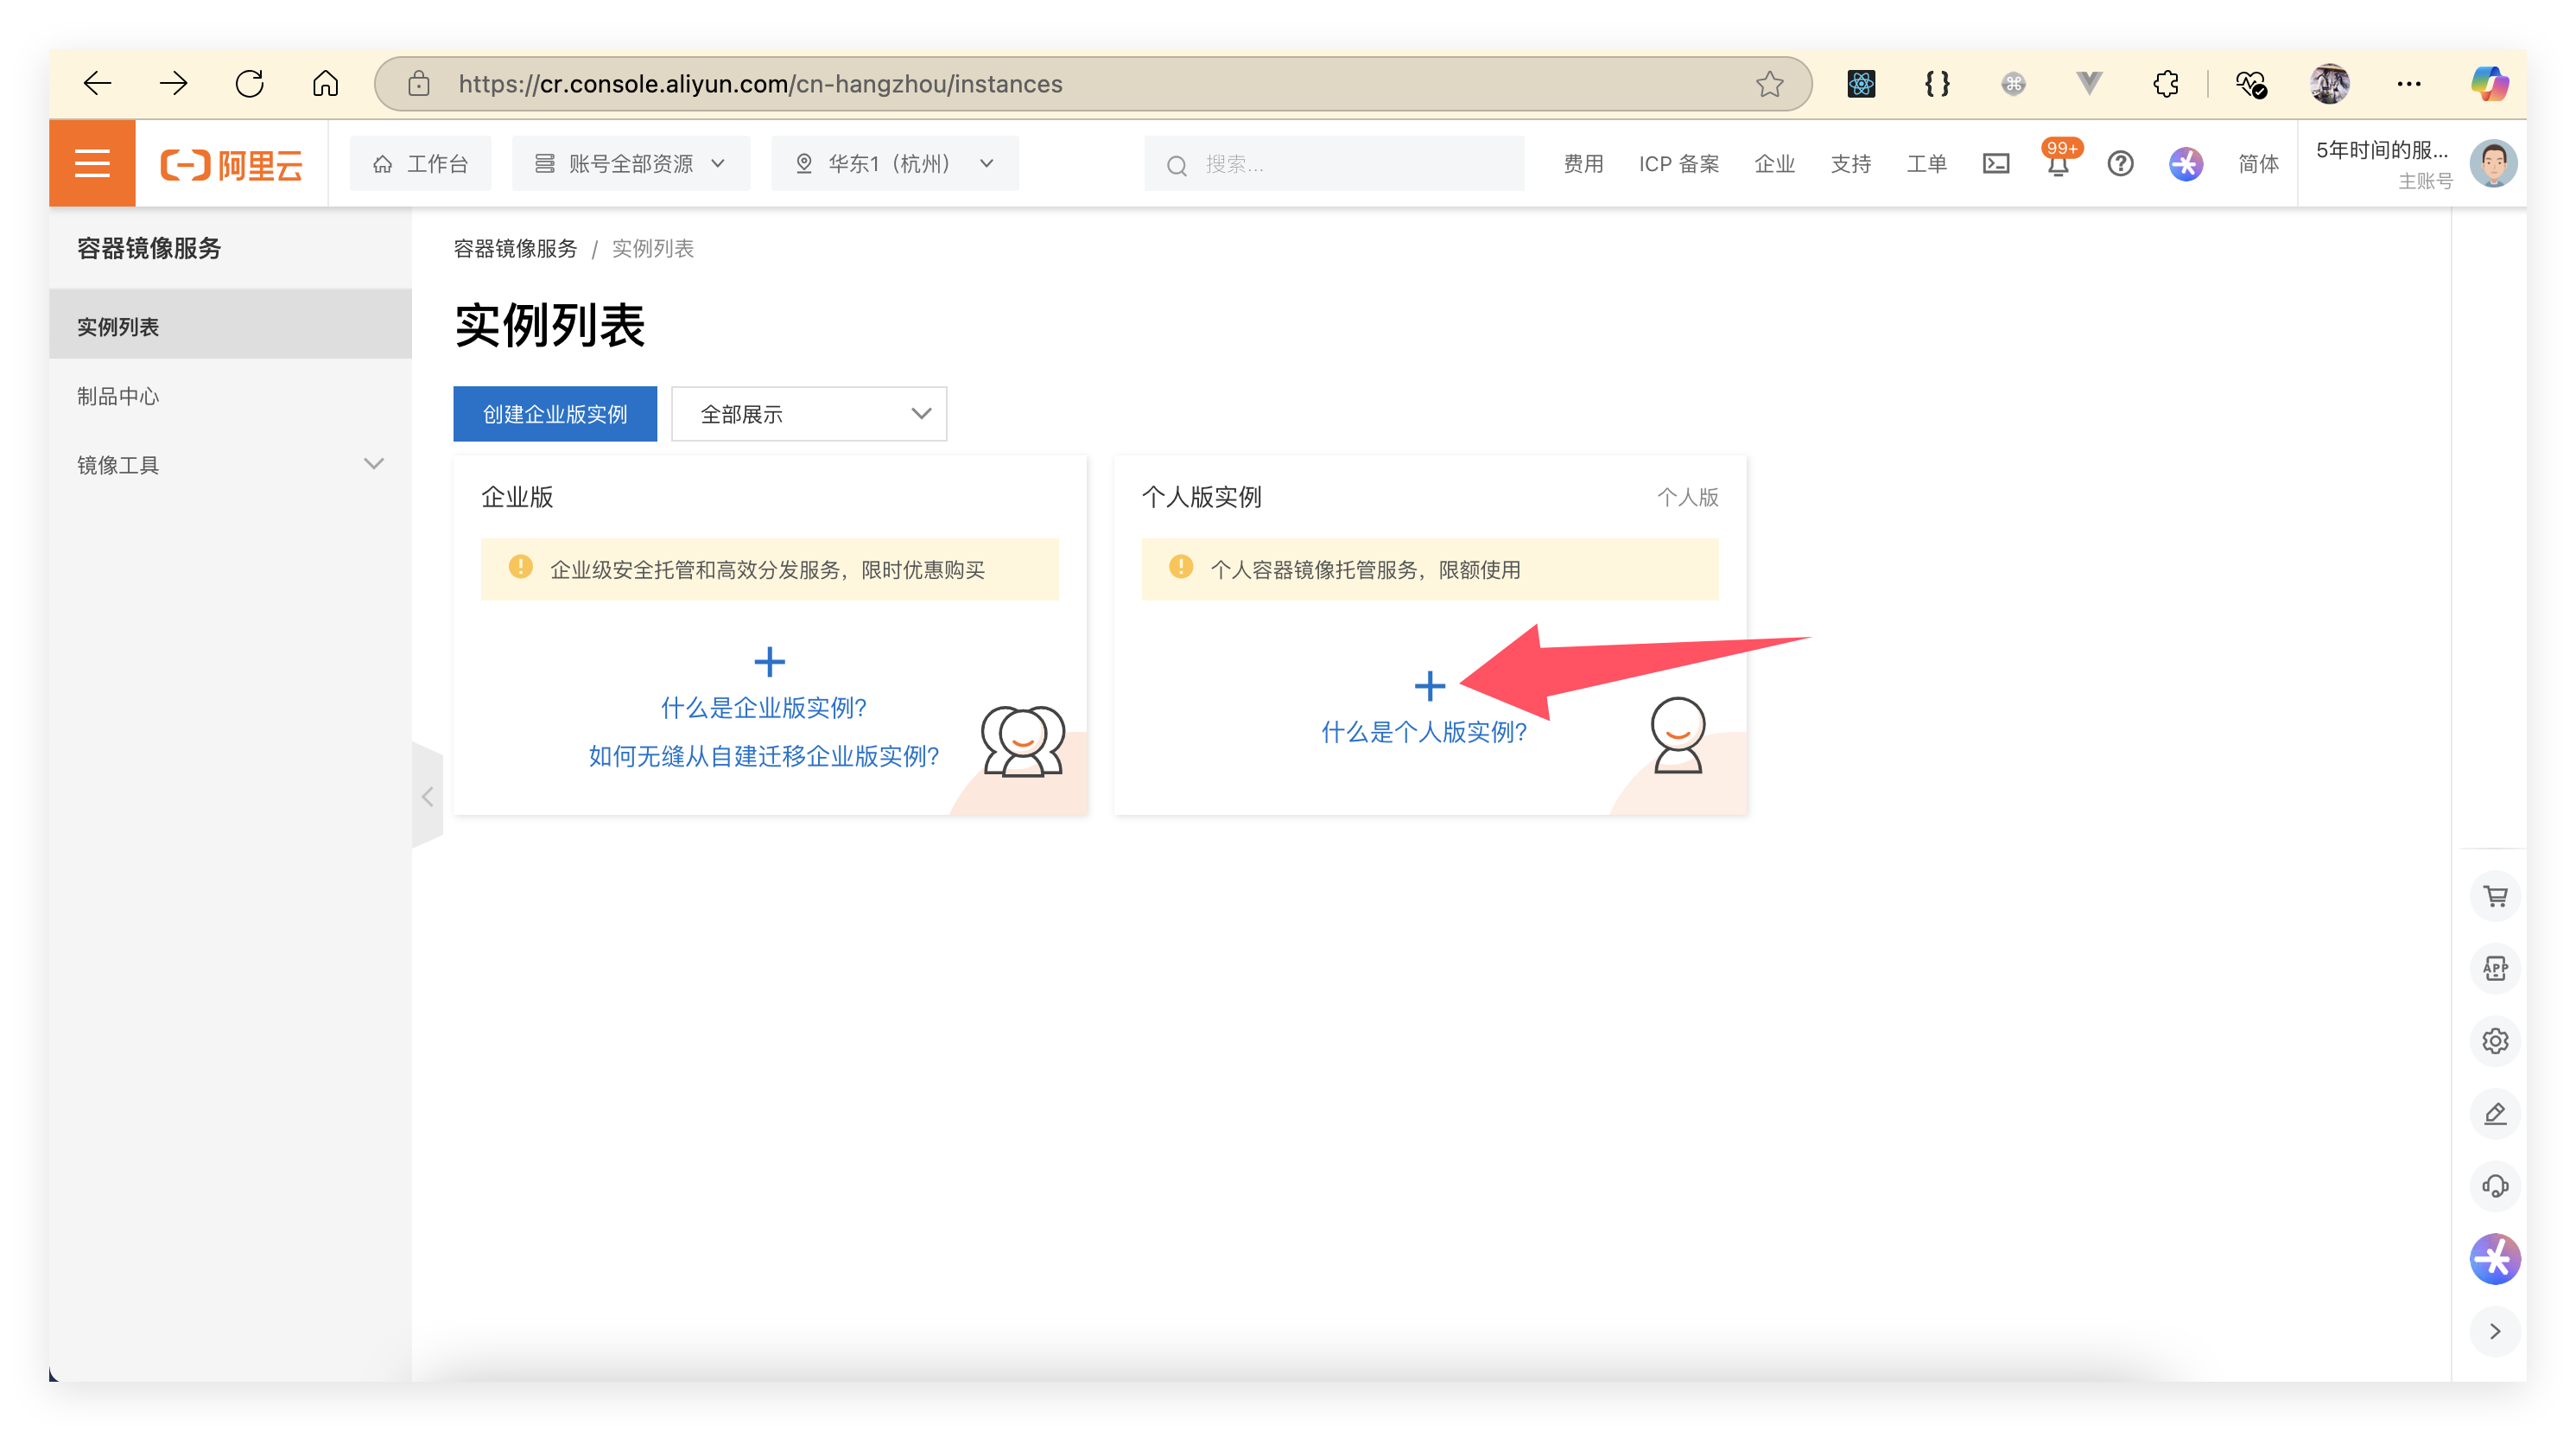 https://cr.console.aliyun.com/cn-hangzhou/instances
阿里云
工作台
账号全部资源
华东1（杭州）
搜索...
费用
ICP 备案
企业
支持
工单
99+
简体
5年时间的服...
主账号
容器镜像服务
实例列表
制品中心
镜像工具
容器镜像服务 / 实例列表
实例列表
创建企业版实例
全部展示
企业版
企业级安全托管和高效分发服务，限时优惠购买
什么是企业版实例?
如何无缝从自建迁移企业版实例?
个人版实例
个人版
个人容器镜像托管服务，限额使用
什么是个人版实例?
APP